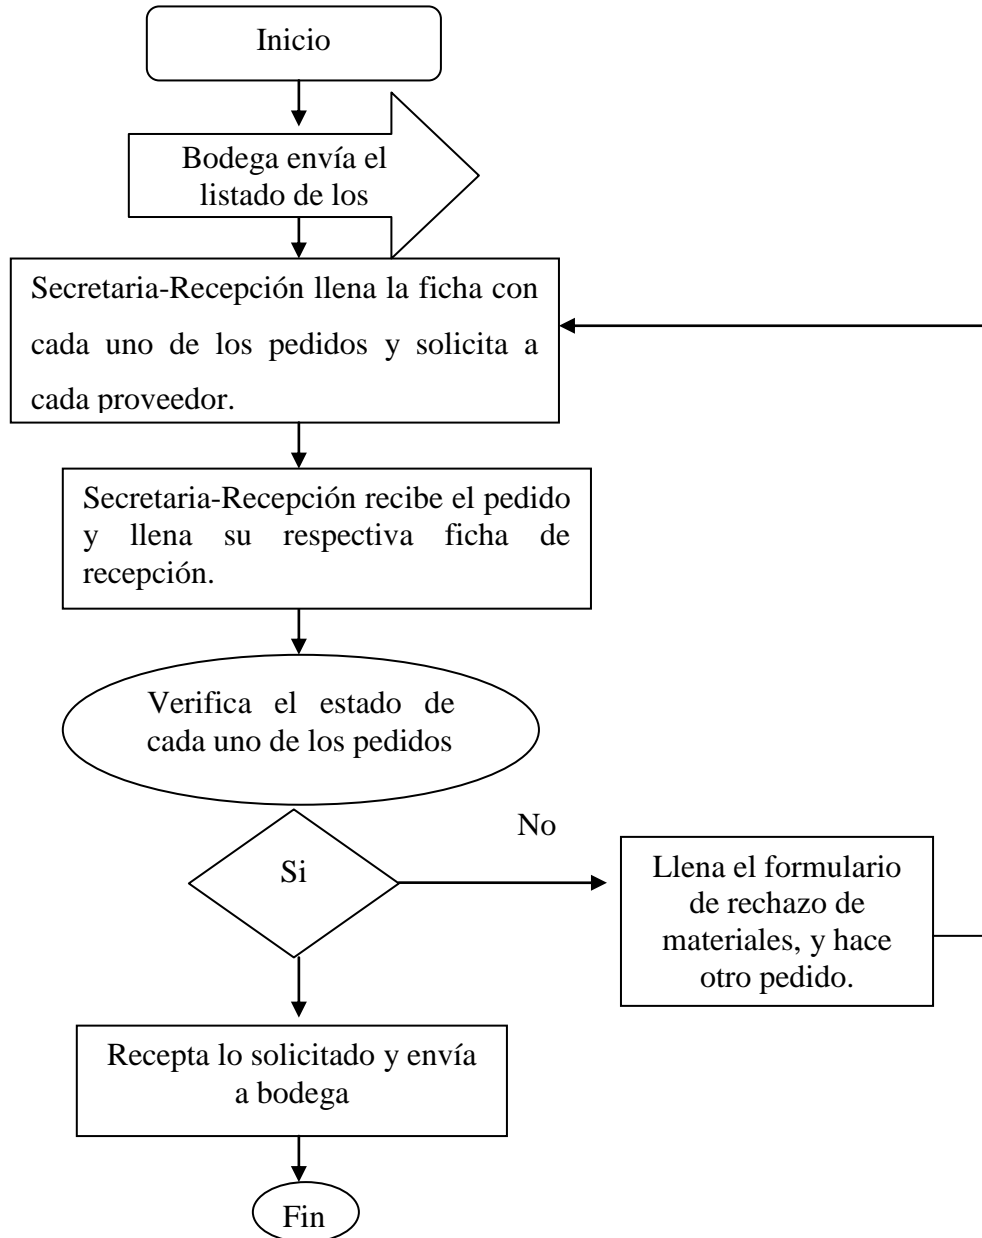 Inicio
Bodega envía el
listado de los
Secretaria-Recepción llena la ficha con
cada uno de los pedidos y solicita a
cada proveedor.
Secretaria-Recepción recibe el pedido
y llena su respectiva ficha de
recepción.
Verifica el estado de
cada uno de los pedidos
No
Si
Llena el formulario
de rechazo de
materiales, y hace
otro pedido.
Recepta lo solicitado y envía
a bodega
Fin